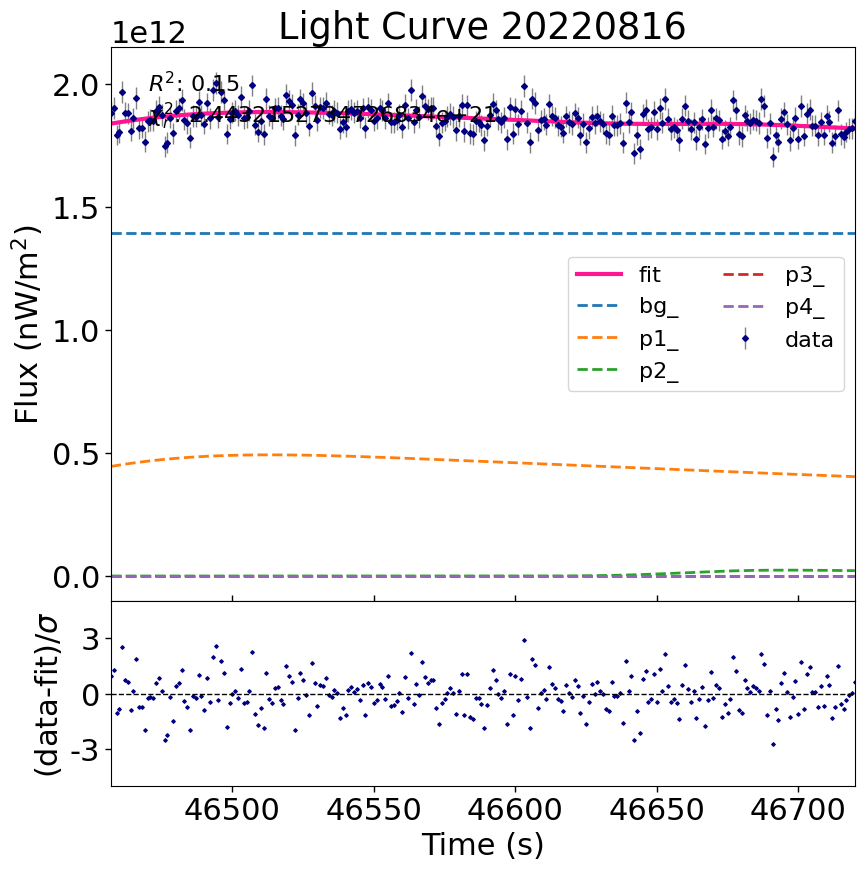 Light Curve 20220816
1e12
R²: 0.15
2.0
1.5
1.0
0.5
0.0
Flux (nW/m²)
fit
bg_
p1_
p2_
p3_
p4_
data
3
0
-3
(data-fit)/σ
46500 46550 46600 46650 46700
Time (s)